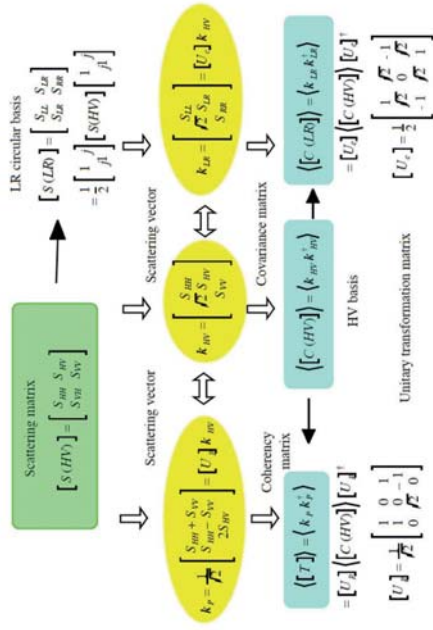 Scattering matrix
[S(HV)] = [S_HH S_HV
S_VH S_VV]
LR circular basis
[S(LR)] = [S_LL S_LR
S_LR S_RR]
= 1/2 [1 j
j 1] [S(HV)] [1 j
j 1]
Scattering vector
Scattering vector
k_P = 1/√2 [S_HH + S_VV
S_HH − S_VV
2S_HV] = [U_p] k_HV
k_HV = [S_HH
√2 S_HV
S_VV]
k_LR = [S_LL
√2 S_LR
S_RR] = [U_c] k_HV
Coherency
matrix
Covariance matrix
⟨[T]⟩ = ⟨k_P k_P†⟩
= [U_p] ⟨[C(HV)]⟩ [U_p]†
[U_p] = 1/√2 [1 0 1
1 0 −1
0 √2 0]
⟨[C(HV)]⟩ = ⟨k_HV k_HV†⟩
HV basis
⟨[C(LR)]⟩ = ⟨k_LR k_LR†⟩
= [U_c] ⟨[C(HV)]⟩ [U_c]†
[U_c] = 1/2 [1 √2 -1
√2 0 √2
-1 √2 1]
Unitary transformation matrix